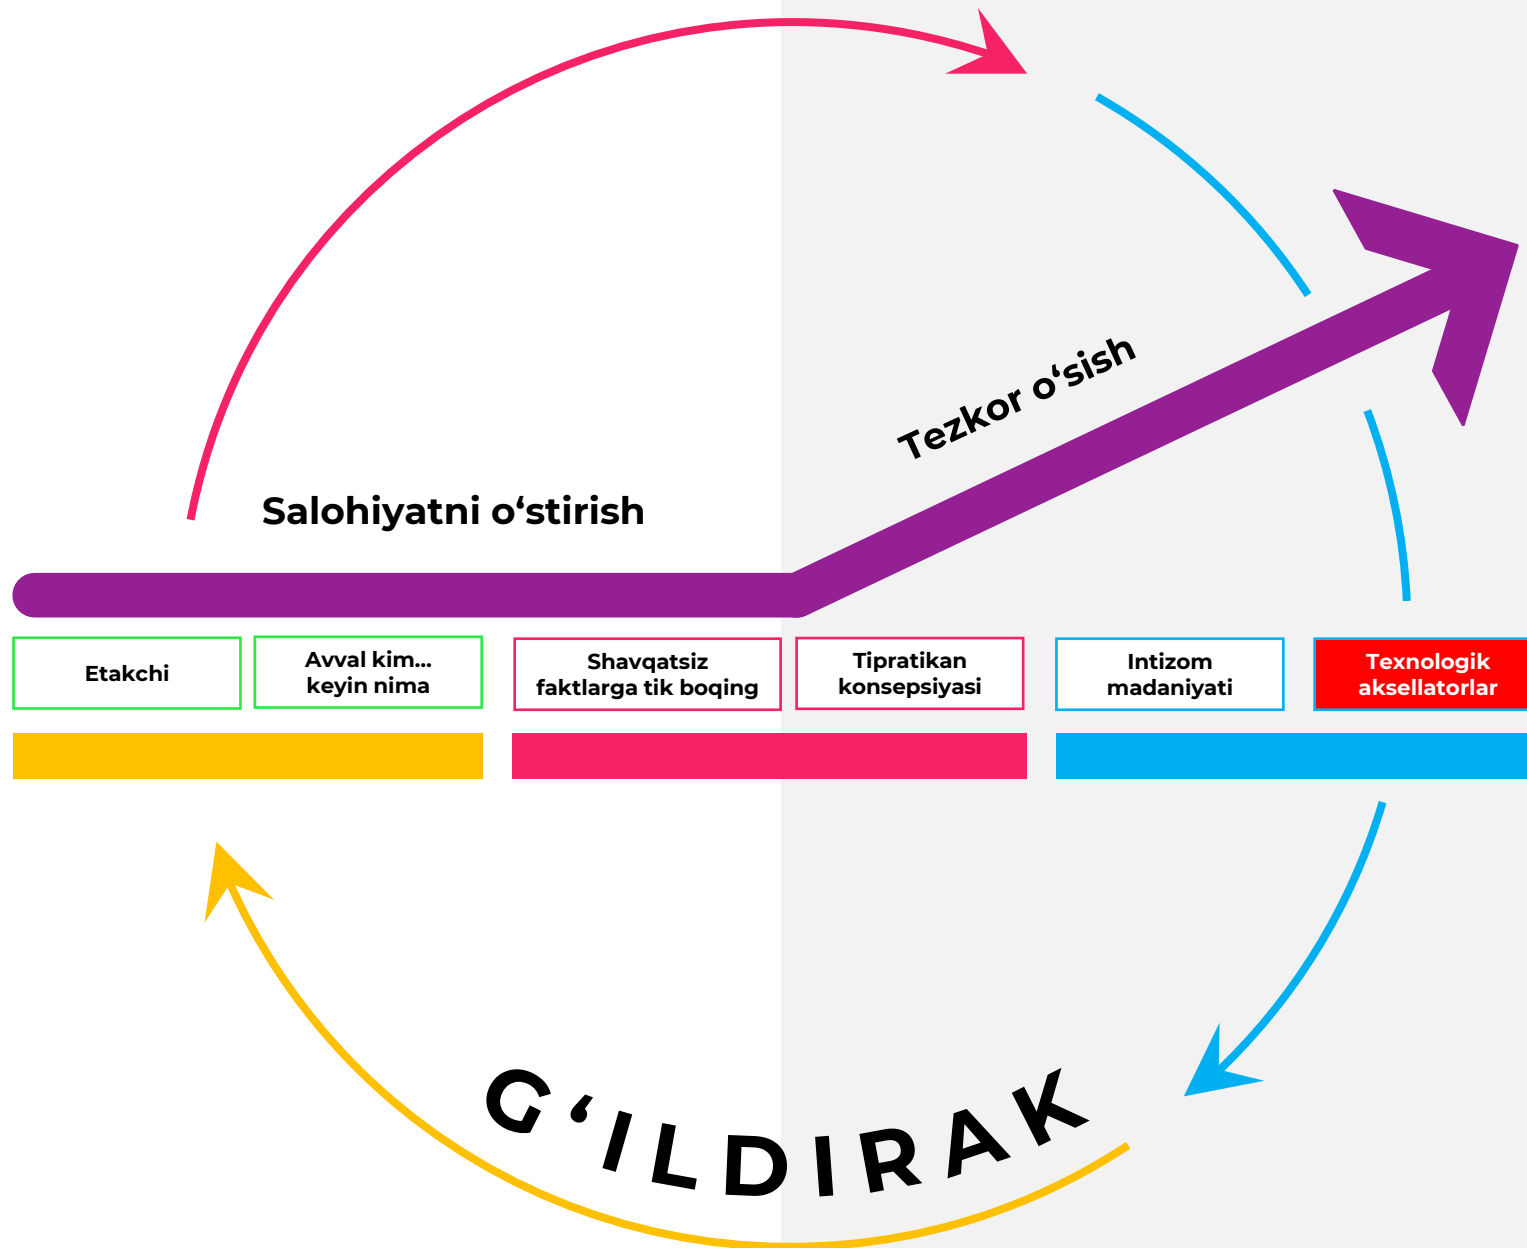 Tezkor o‘sish
Salohiyatni o‘stirish
Etakchi
Avval kim...
keyin nima
Shavqatsiz
faktlarga tik boqing
Tipratikan
konsepsiyasi
Intizom
madaniyati
Texnologik
aksellatorlar
G‘ILDIRAK